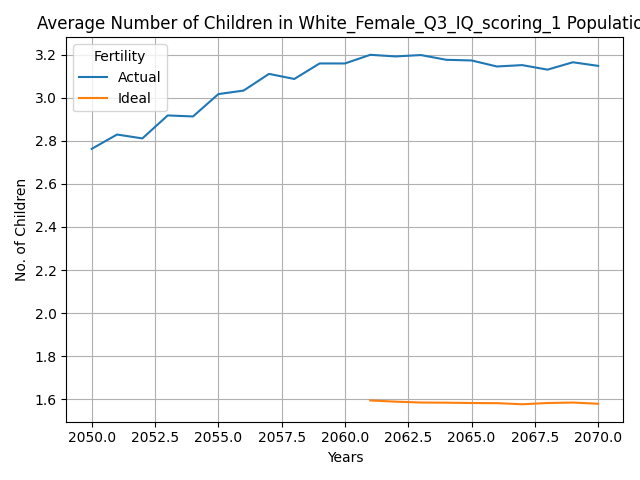 Average Number of Children in White_Female_Q3_IQ_scoring_1 Populatio
Fertility
Actual
Ideal
3.2
3.0
2.8
2.6
2.4
2.2
2.0
1.8
1.6
No. of Children
2050.0 2052.5 2055.0 2057.5 2060.0 2062.5 2065.0 2067.5 2070.0
Years